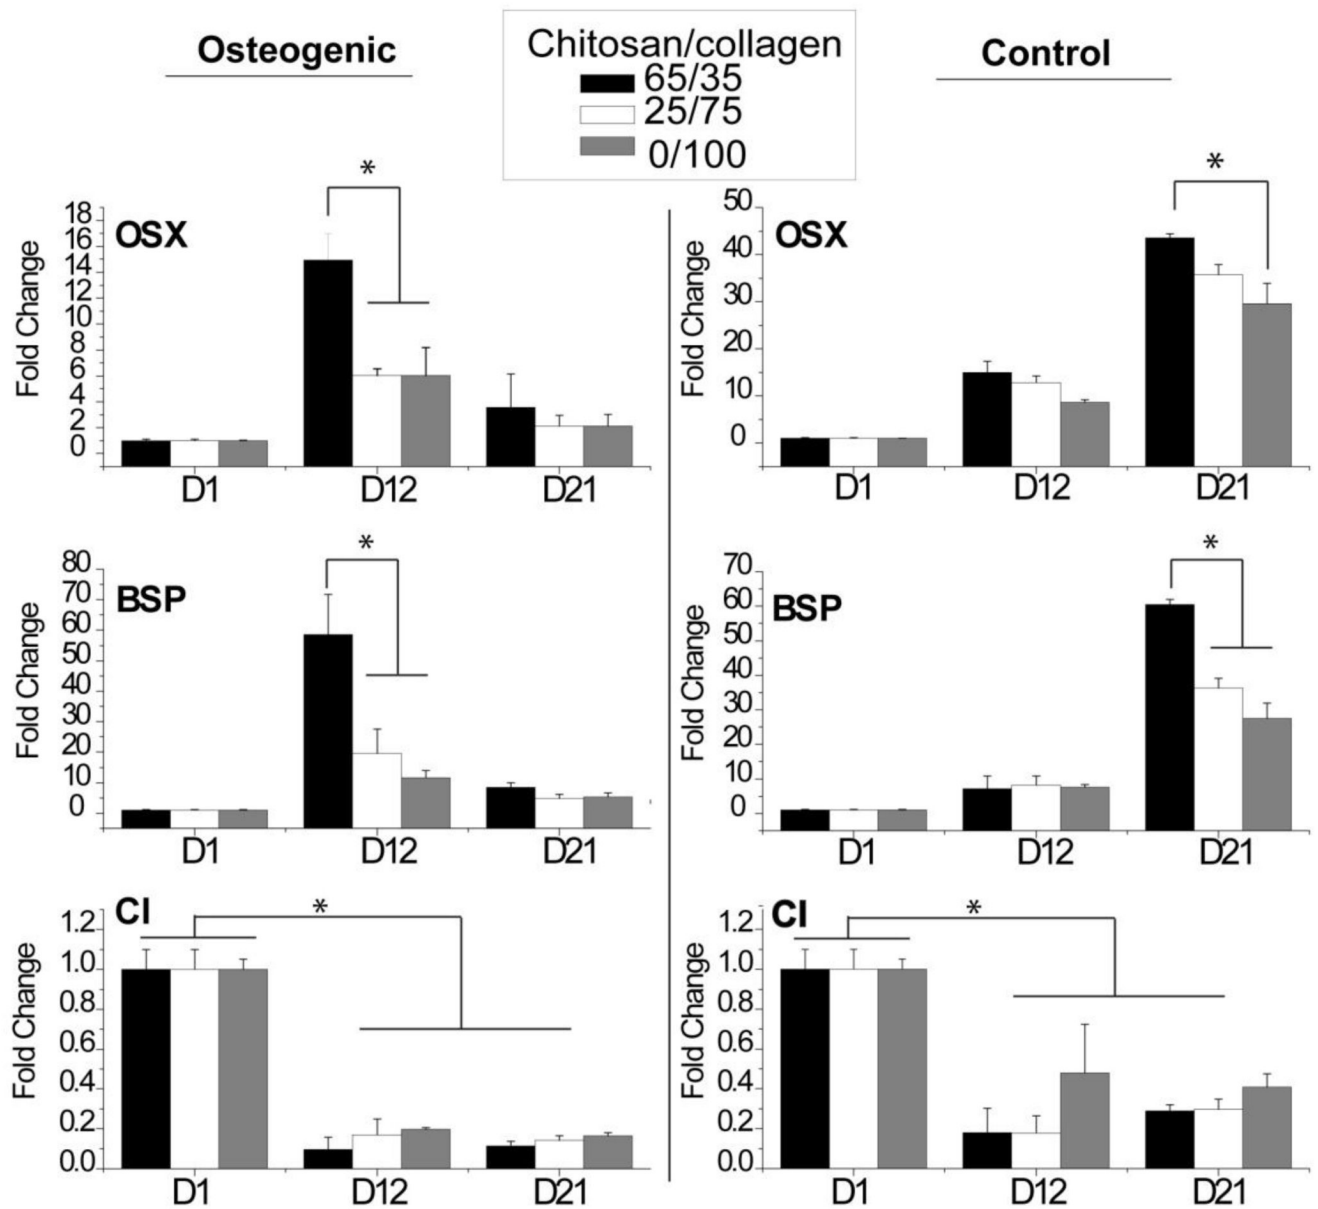 Osteogenic
Chitosan/collagen
65/35
25/75
0/100
Control
*
18
16
14
12
10
8
6
4
2
0
Fold Change
OSX
D1
D12
D21
*
50
40
30
20
10
0
Fold Change
OSX
D1
D12
D21
*
80
70
60
50
40
30
20
10
0
Fold Change
BSP
D1
D12
D21
*
70
60
50
40
30
20
10
0
Fold Change
BSP
D1
D12
D21
*
1.2
1.0
0.8
0.6
0.4
0.2
0.0
Fold Change
CI
D1
D12
D21
*
1.2
1.0
0.8
0.6
0.4
0.2
0.0
Fold Change
CI
D1
D12
D21